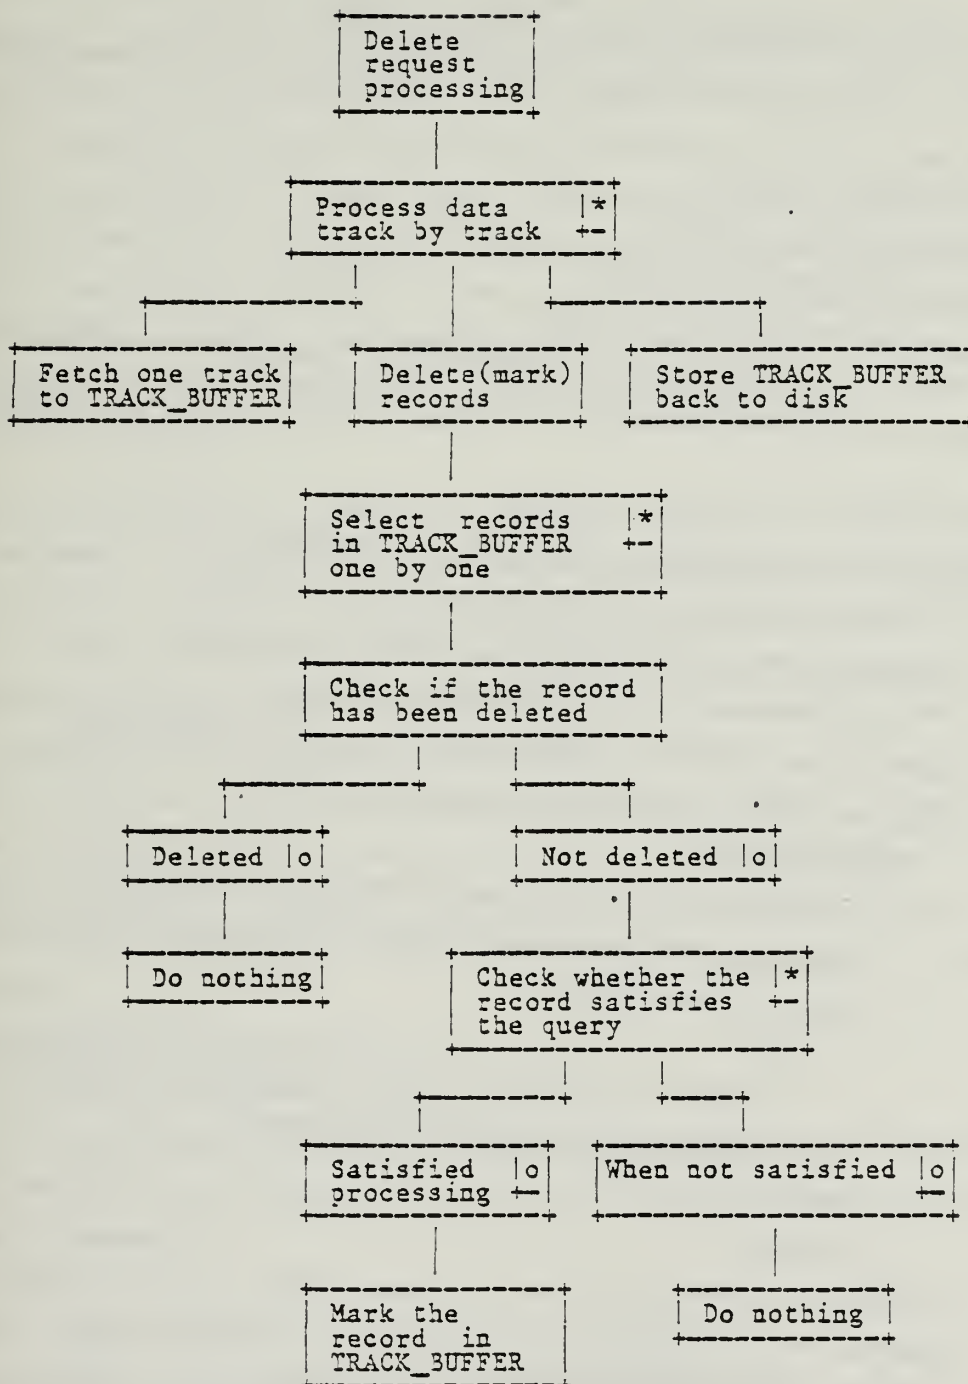 Delete
request
processing
Process data *
track by track
Fetch one track
to TRACK_BUFFER
Delete(mark)
records
Store TRACK_BUFFER
back to disk
Select records *
in TRACK_BUFFER
one by one
Check if the record
has been deleted
Deleted o
Not deleted o
Do nothing
Check whether the *
record satisfies
the query
Satisfied o
processing
When not satisfied o
Mark the
record in
TRACK_BUFFER
Do nothing